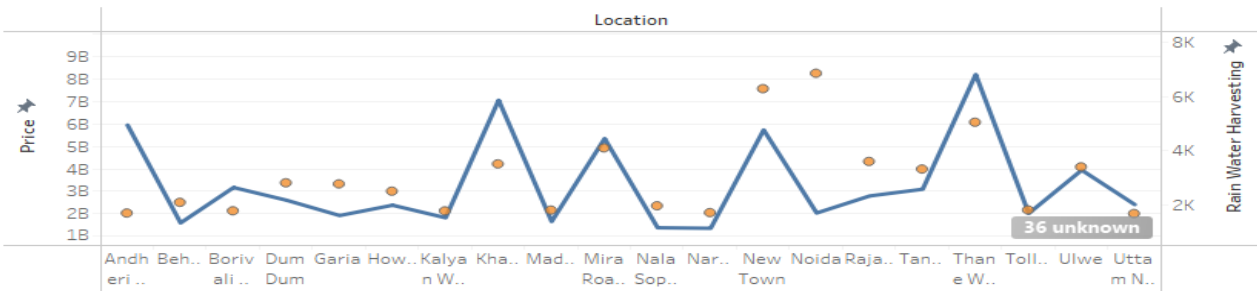 Location
9B
8B
7B
6B
5B
4B
3B
2B
1B
Price
8K
6K
4K
2K
Rain Water Harvesting
36 unknown
Andh Beh.. Boriv Dum Garia How.. Kalya Kha.. Mad.. Mira Nala Nar.. New Noida Raja.. Tan.. Than Toll.. Ulwe Utta
eri .. ali .. Dum n W.. Roa.. Sop.. Town e W.. m N..